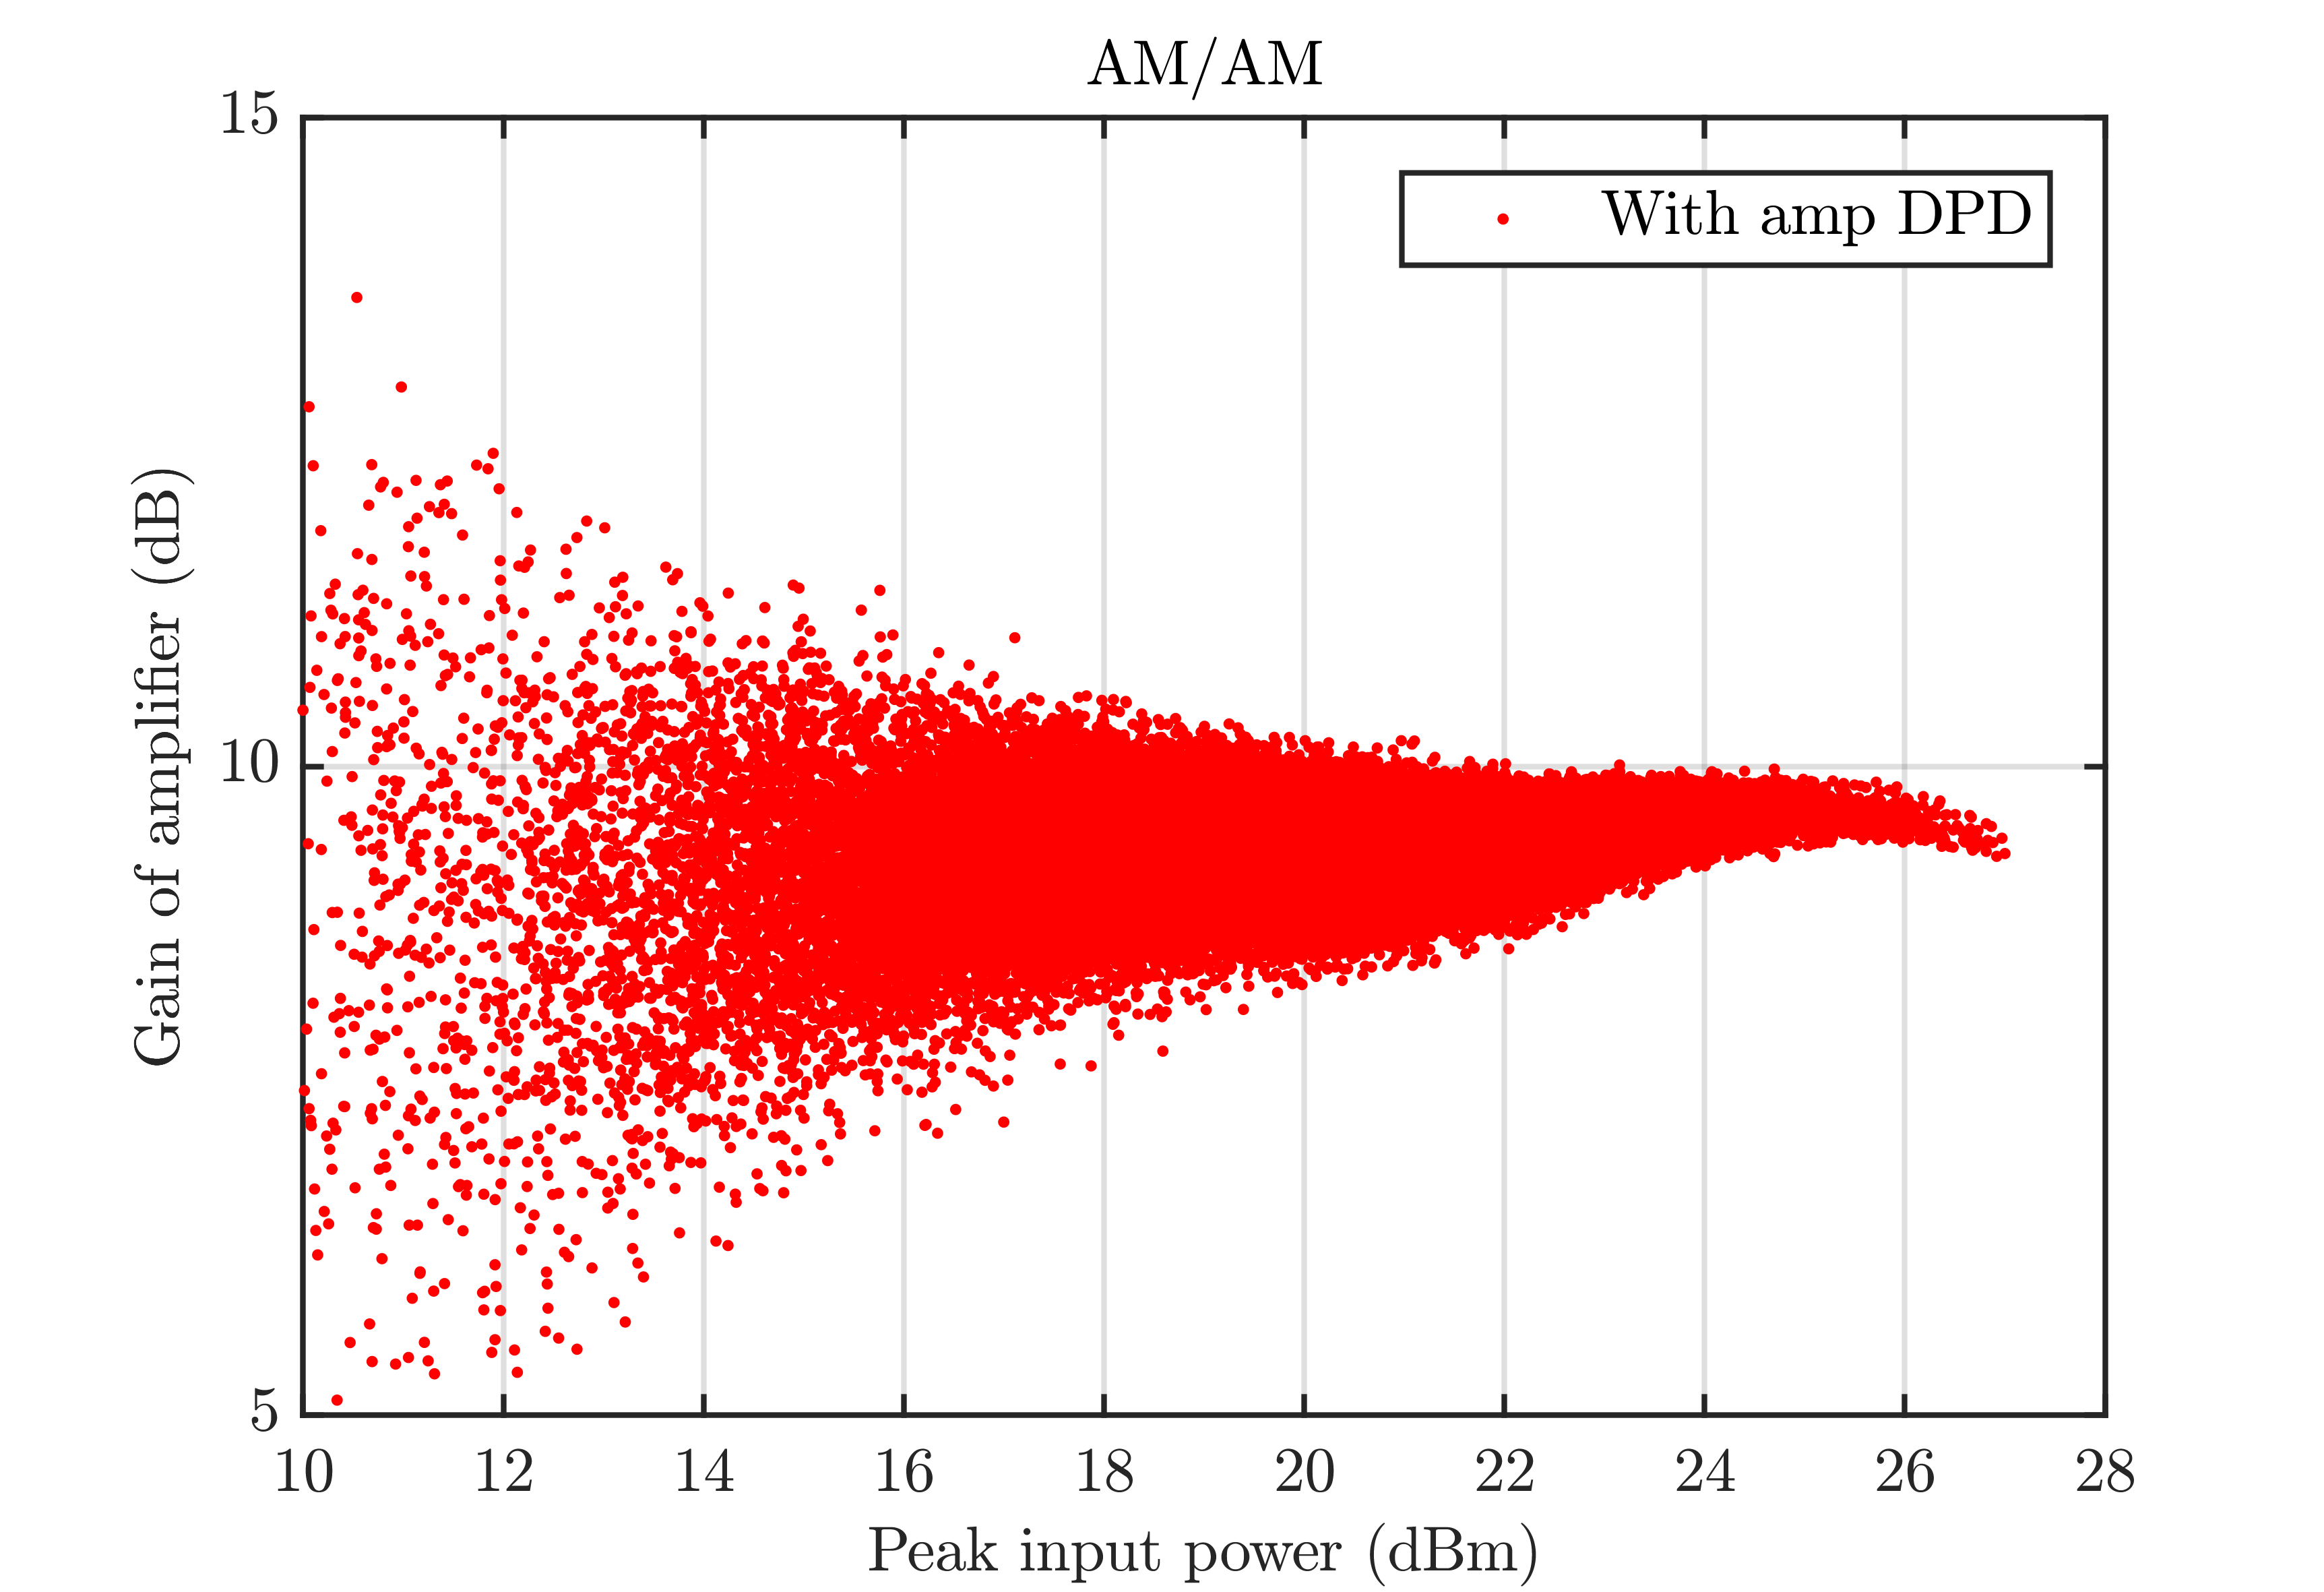 AM/AM
15
10
5
Gain of amplifier (dB)
With amp DPD
10 12 14 16 18 20 22 24 26 28
Peak input power (dBm)